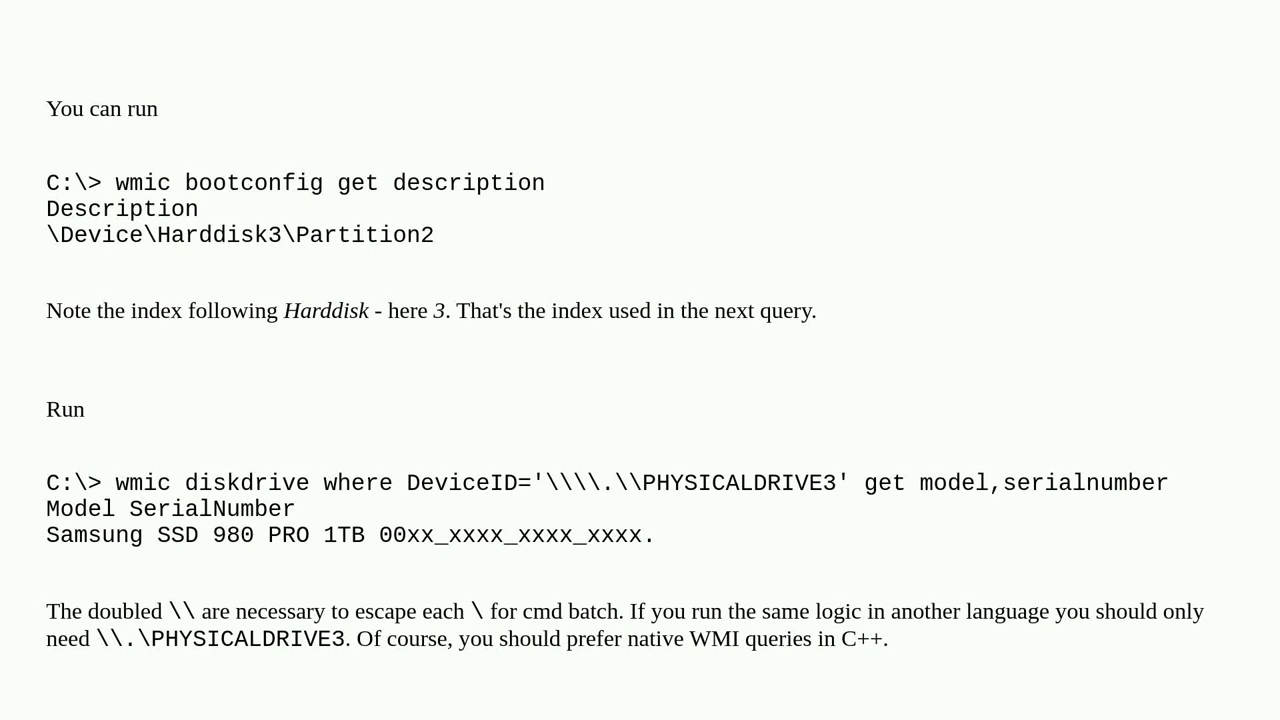 You can run
C:\> wmic bootconfig get description
Description
\Device\Harddisk3\Partition2
Note the index following Harddisk - here 3. That's the index used in the next query.
Run
C:\> wmic diskdrive where DeviceID='\\\\.\\PHYSICALDRIVE3' get model,serialnumber
Model SerialNumber
Samsung SSD 980 PRO 1TB 00xx_xxxx_xxxx_xxxx.
The doubled \\ are necessary to escape each \ for cmd batch. If you run the same logic in another language you should only
need \\.\PHYSICALDRIVE3. Of course, you should prefer native WMI queries in C++.